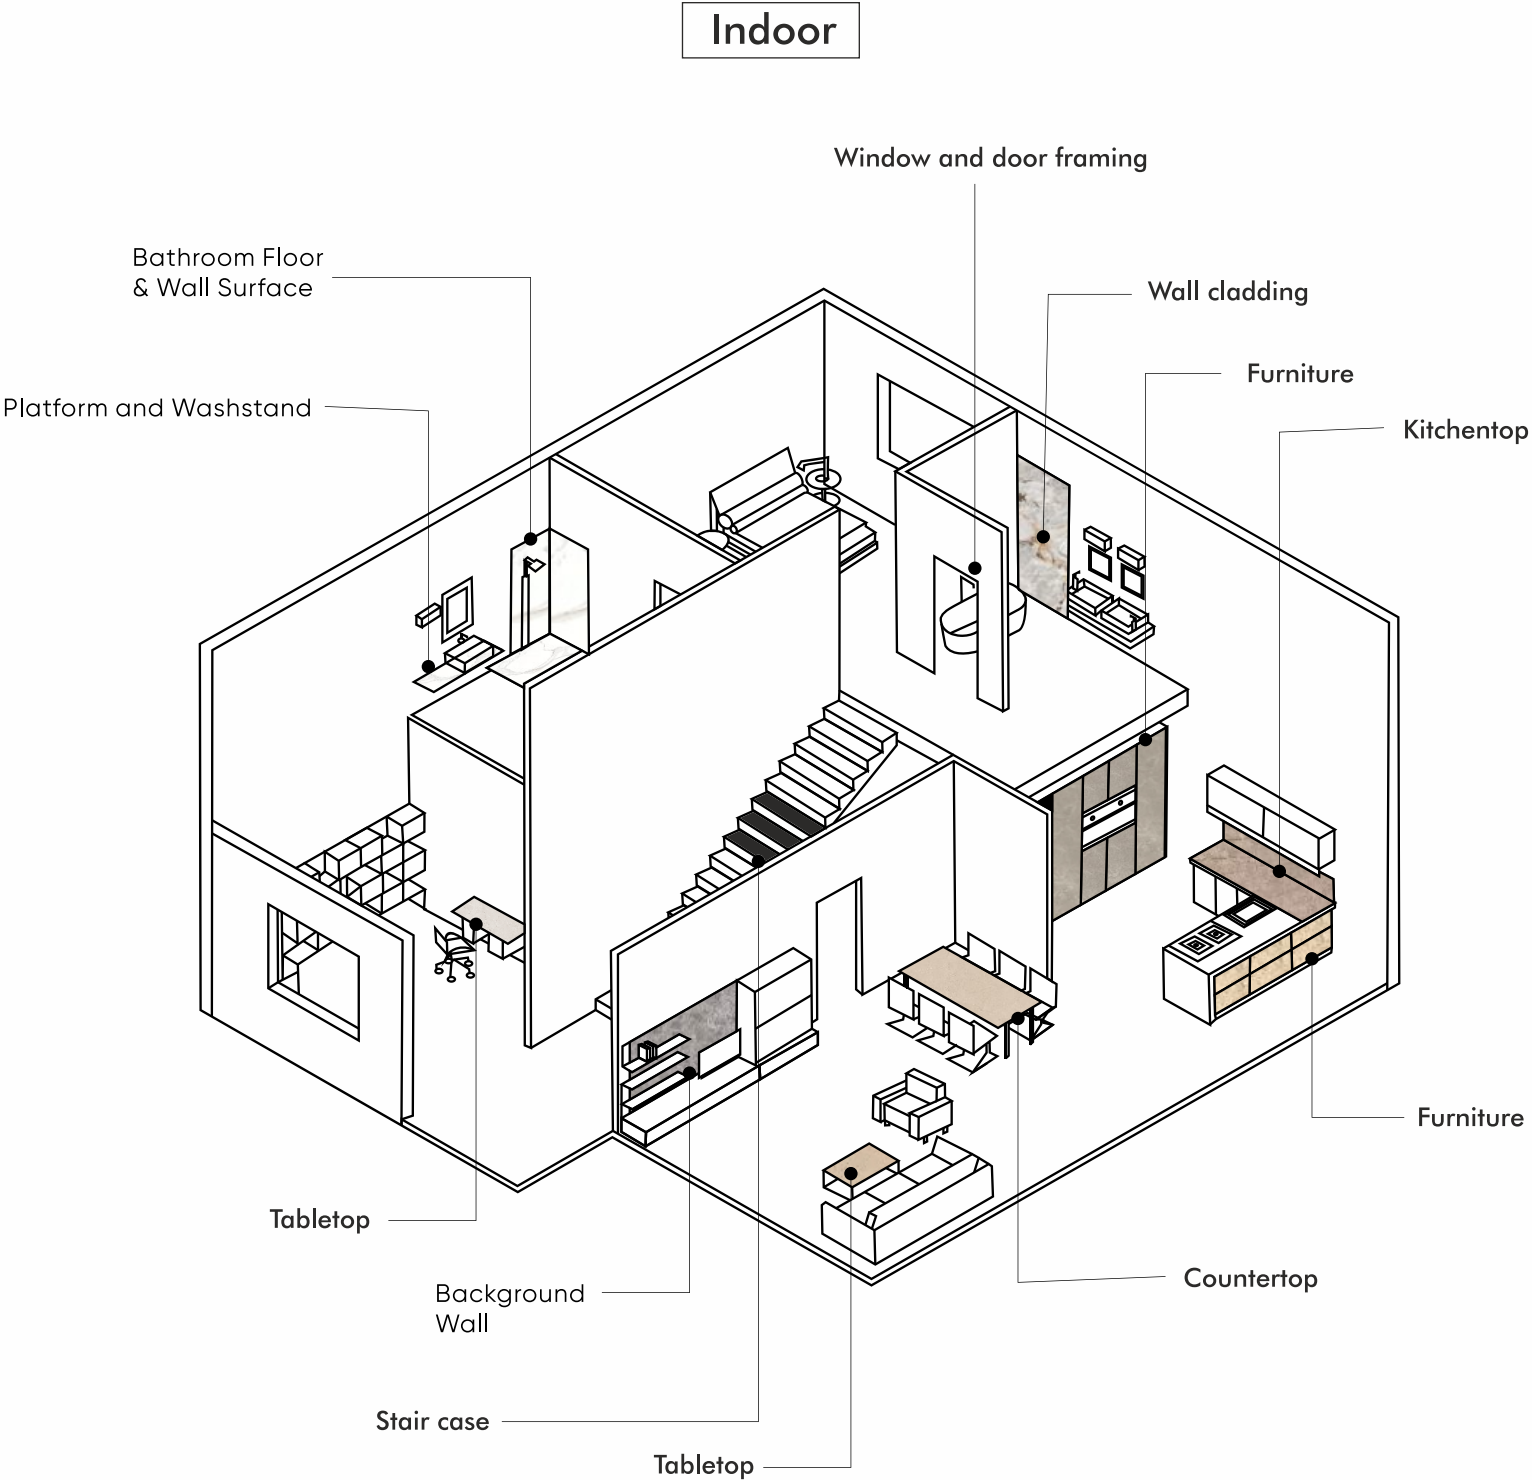 Indoor
Window and door framing
Bathroom Floor
& Wall Surface
Wall cladding
Furniture
Platform and Washstand
Kitchentop
Furniture
Tabletop
Countertop
Background
Wall
Stair case
Tabletop